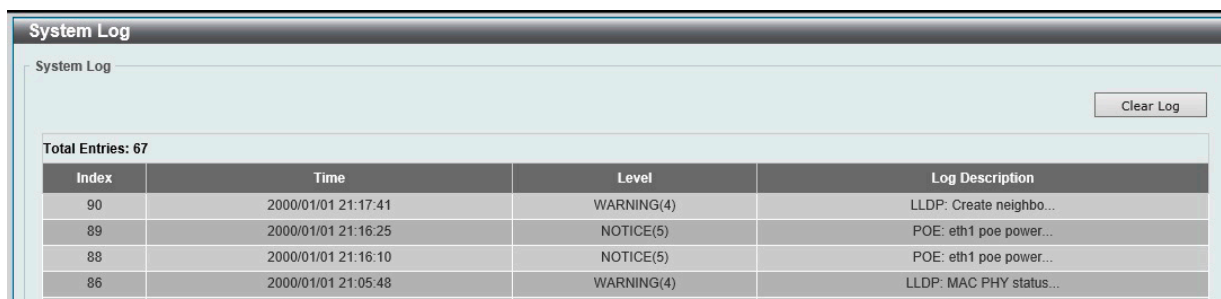 System Log
System Log
Clear Log
Total Entries: 67
Index Time Level Log Description
90 2000/01/01 21:17:41 WARNING(4) LLDP: Create neighbo...
89 2000/01/01 21:16:25 NOTICE(5) POE: eth1 poe power...
88 2000/01/01 21:16:10 NOTICE(5) POE: eth1 poe power...
86 2000/01/01 21:05:48 WARNING(4) LLDP: MAC PHY status...